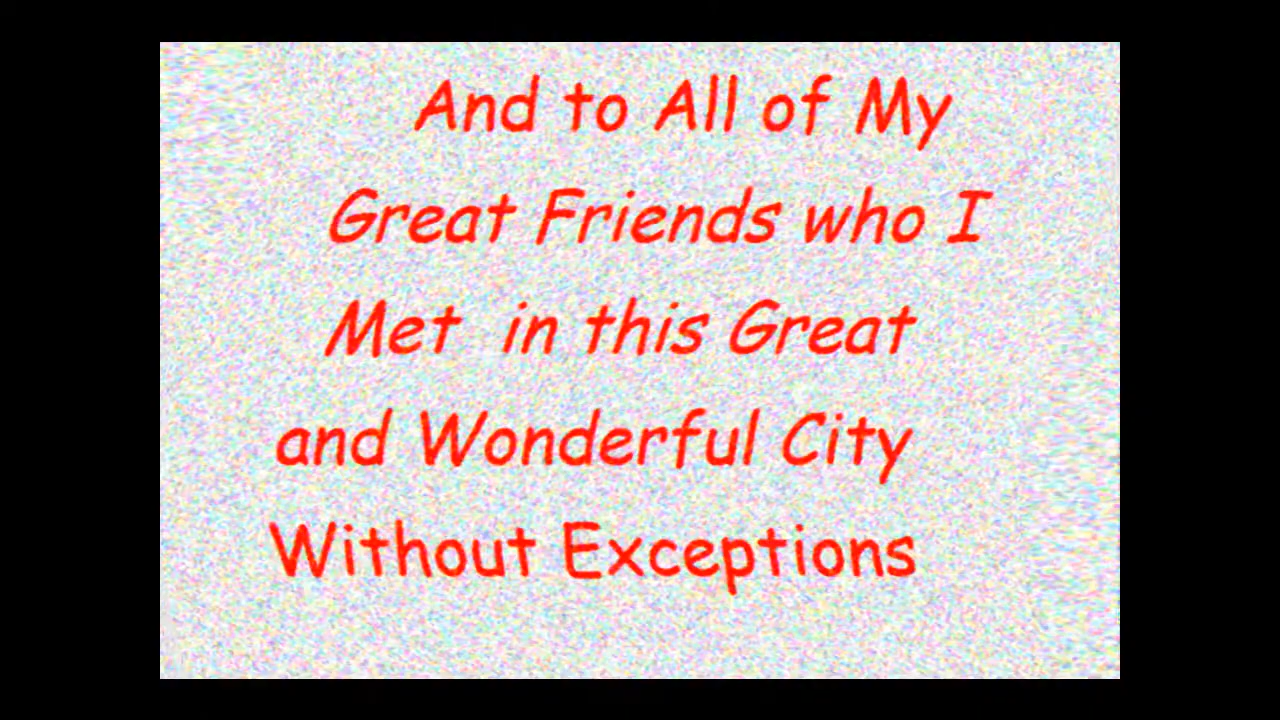 And to All of My
Great Friends who I
Met in this Great
and Wonderful City
Without Exceptions